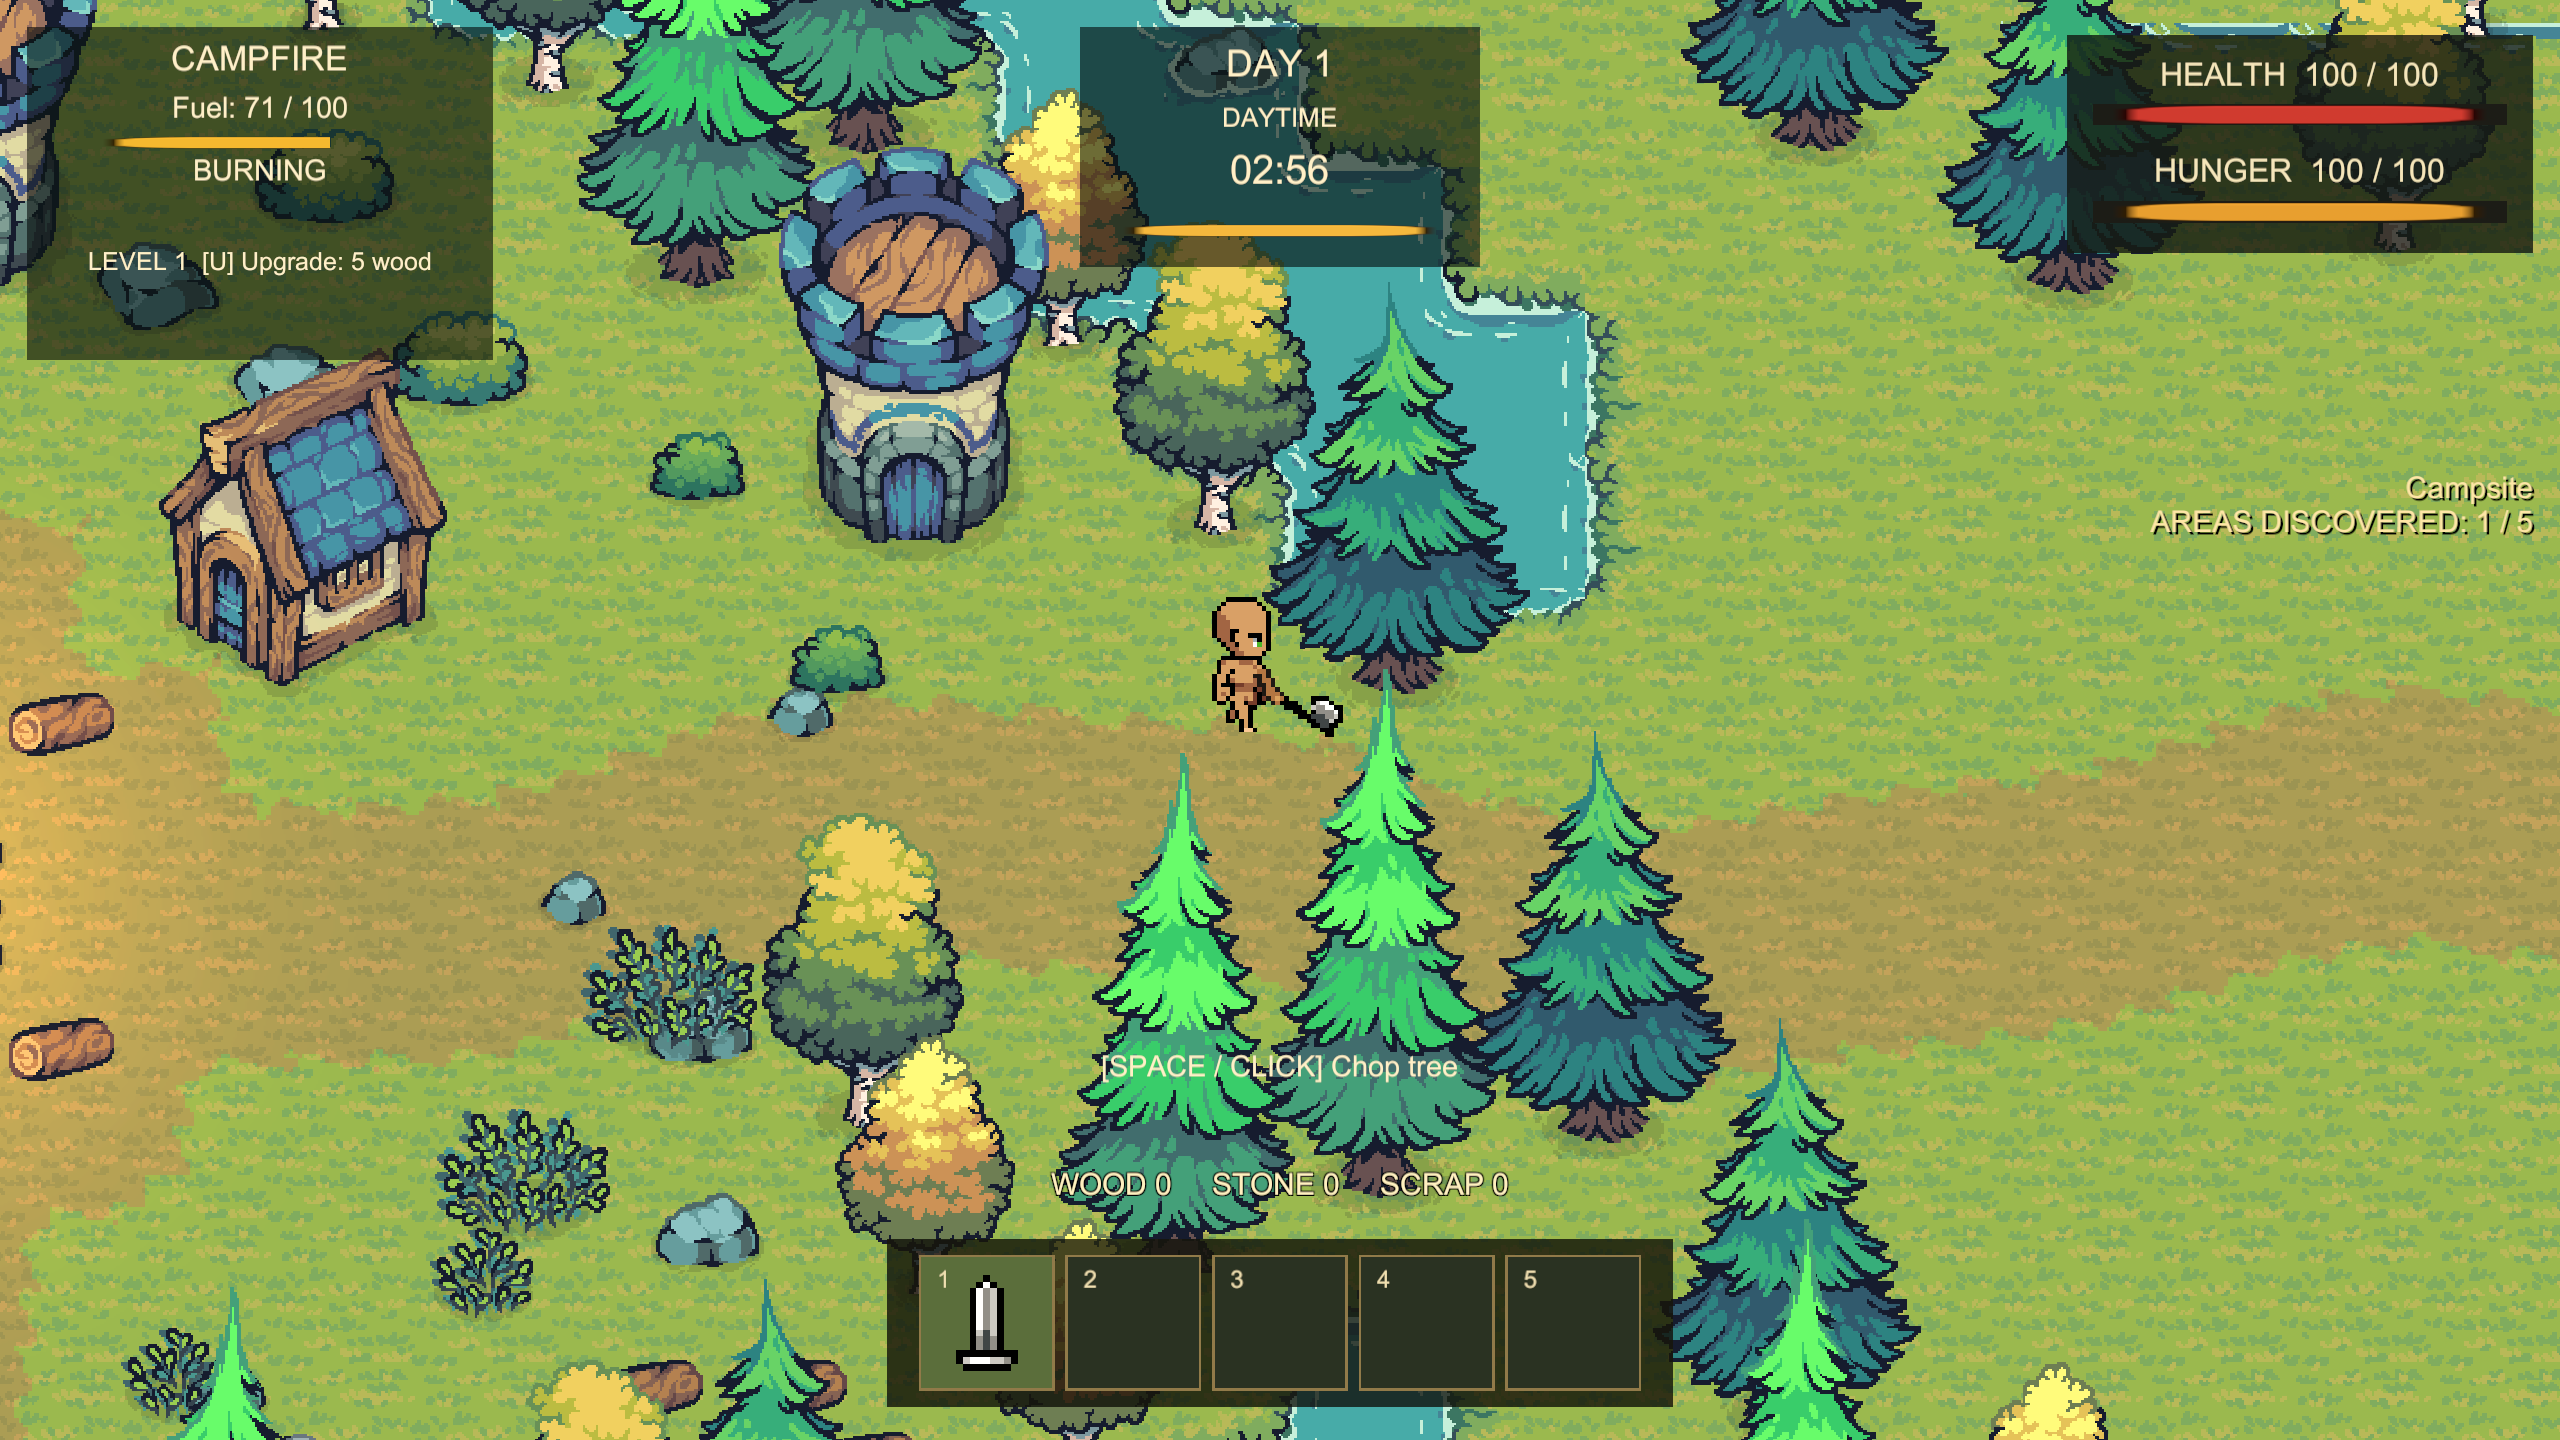 CAMPFIRE
Fuel: 71 / 100
BURNING
LEVEL 1 [U] Upgrade: 5 wood
DAY 1
DAYTIME
02:56
HEALTH 100 / 100
HUNGER 100 / 100
Campsite
AREAS DISCOVERED: 1 / 5
[SPACE / CLICK] Chop tree
WOOD 0 STONE 0 SCRAP 0
1 2 3 4 5